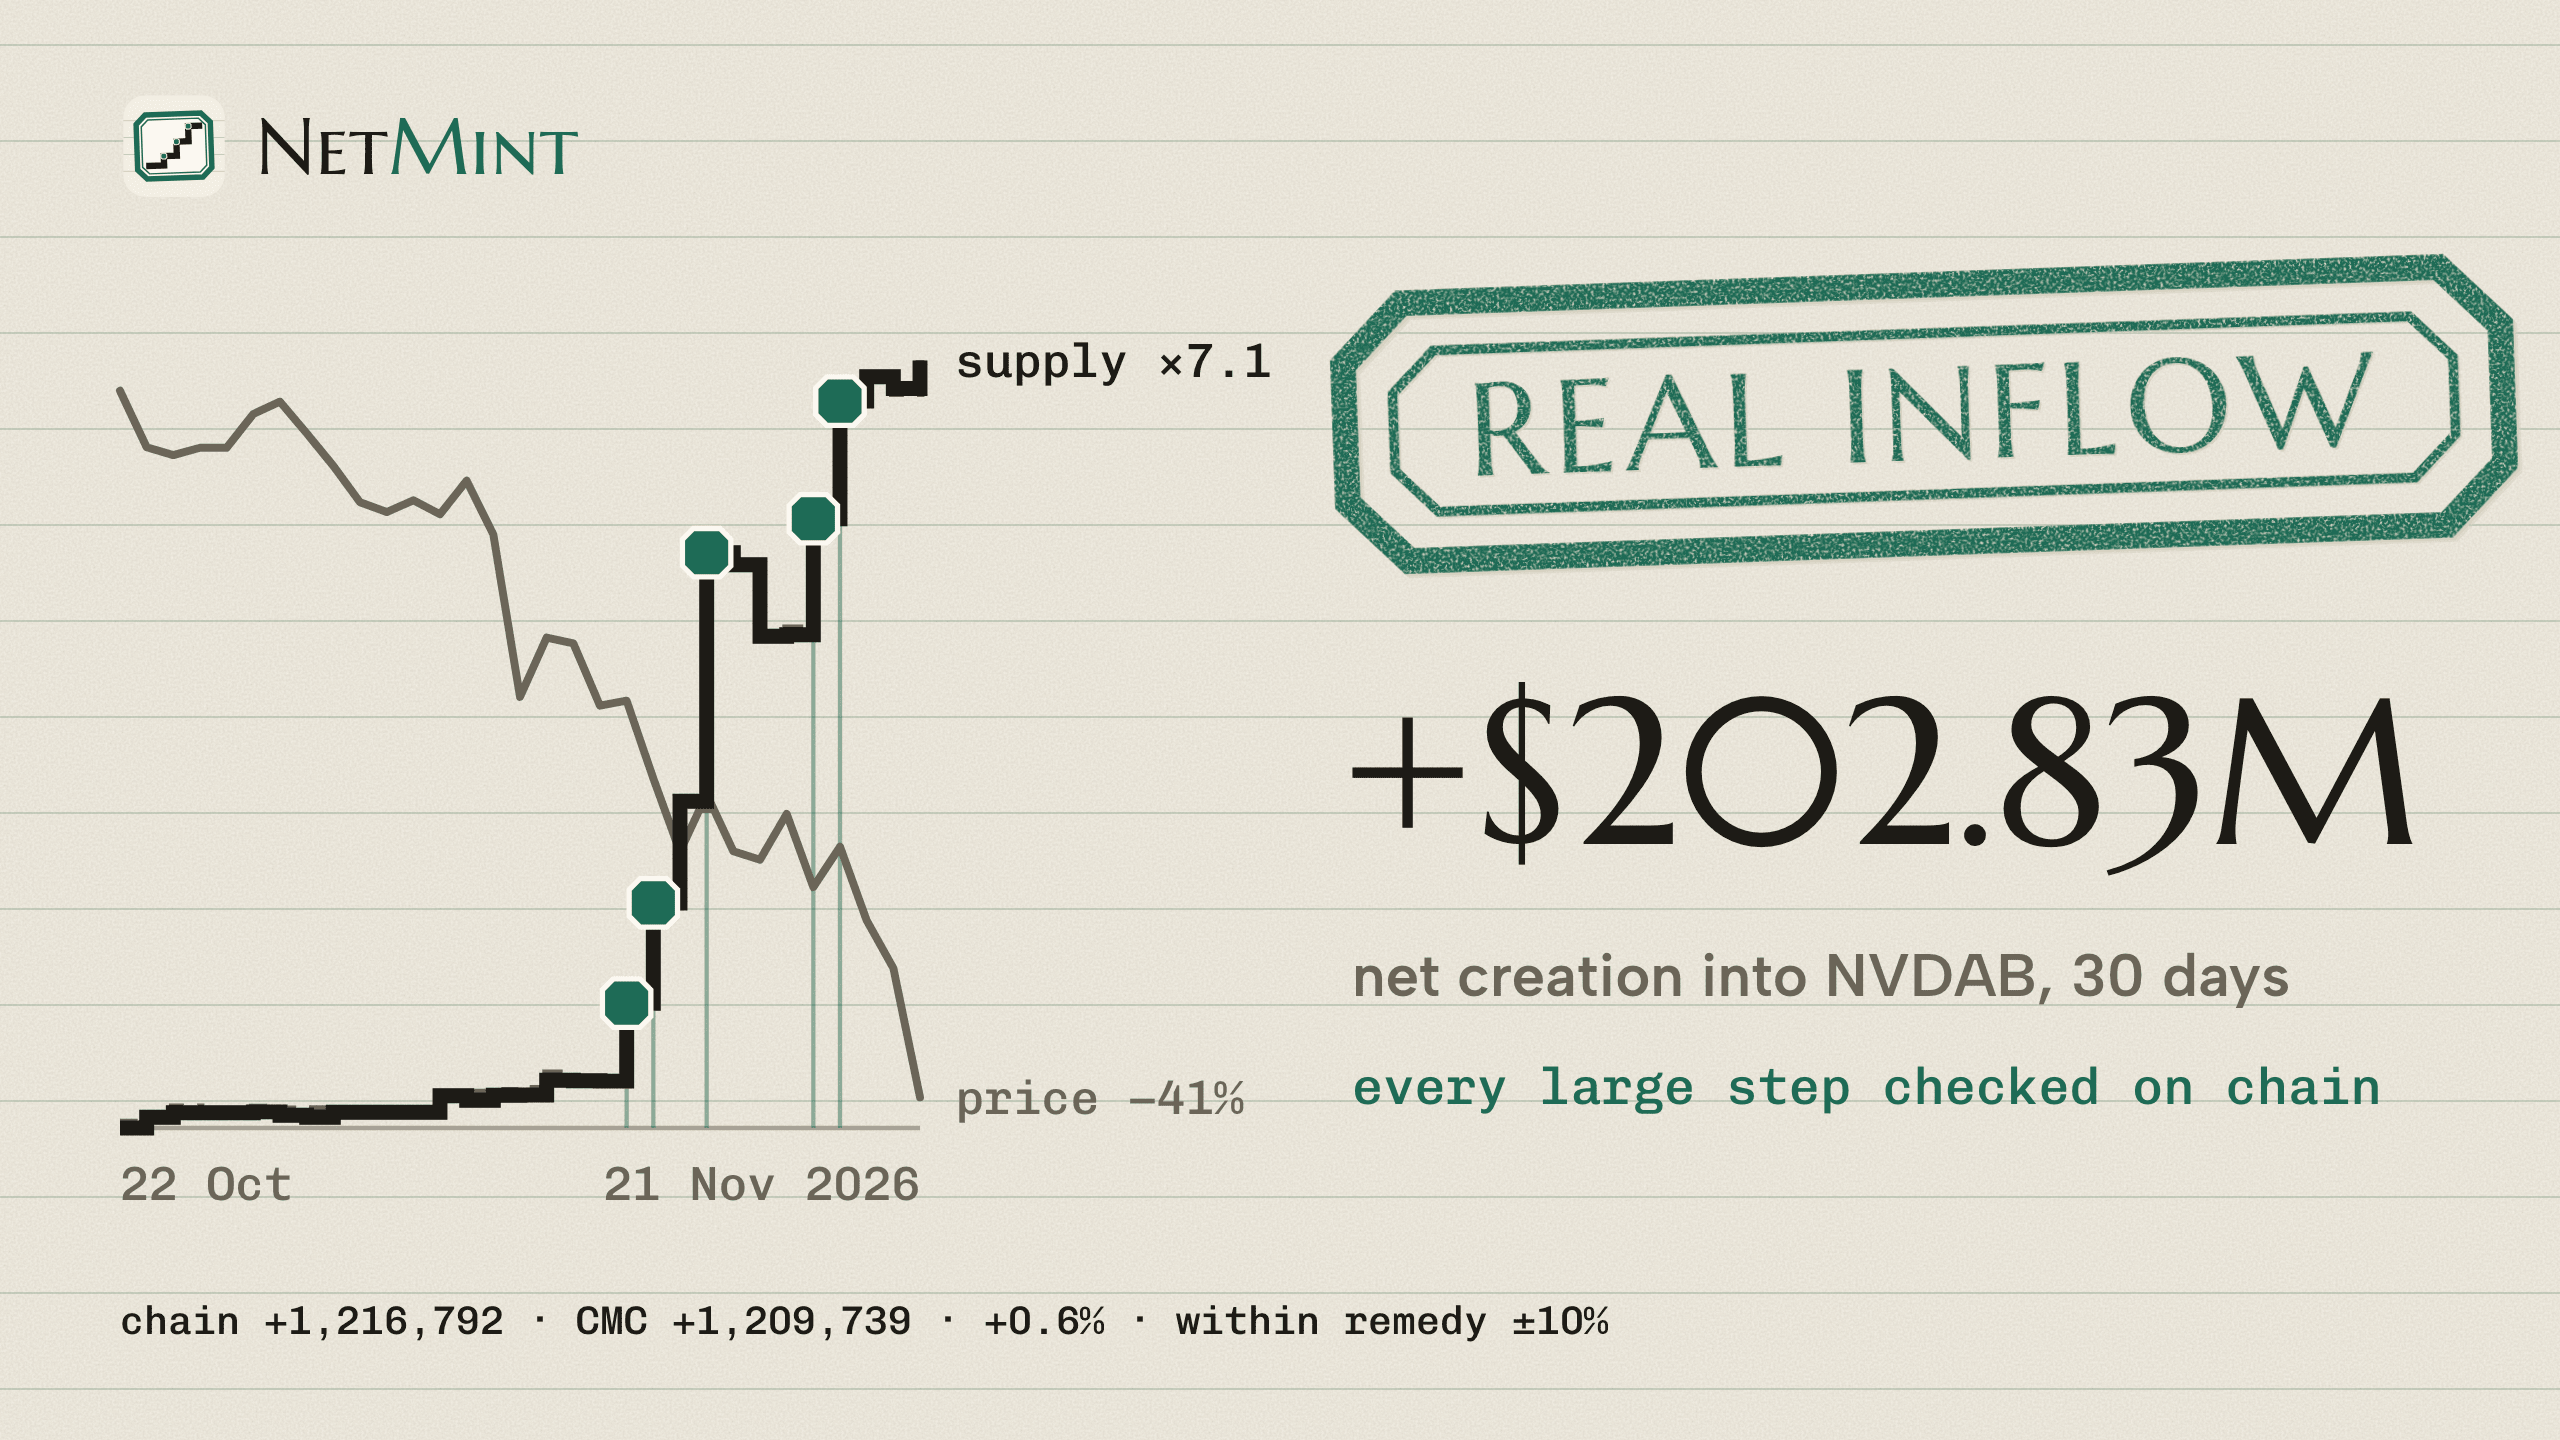 NETMINT
supply ×7.1
REAL INFLOW
+$202.83M
net creation into NVDAB, 30 days
price −41%
every large step checked on chain
22 Oct
21 Nov 2026
chain +1,216,792 · CMC +1,209,739 · +0.6% · within remedy ±10%